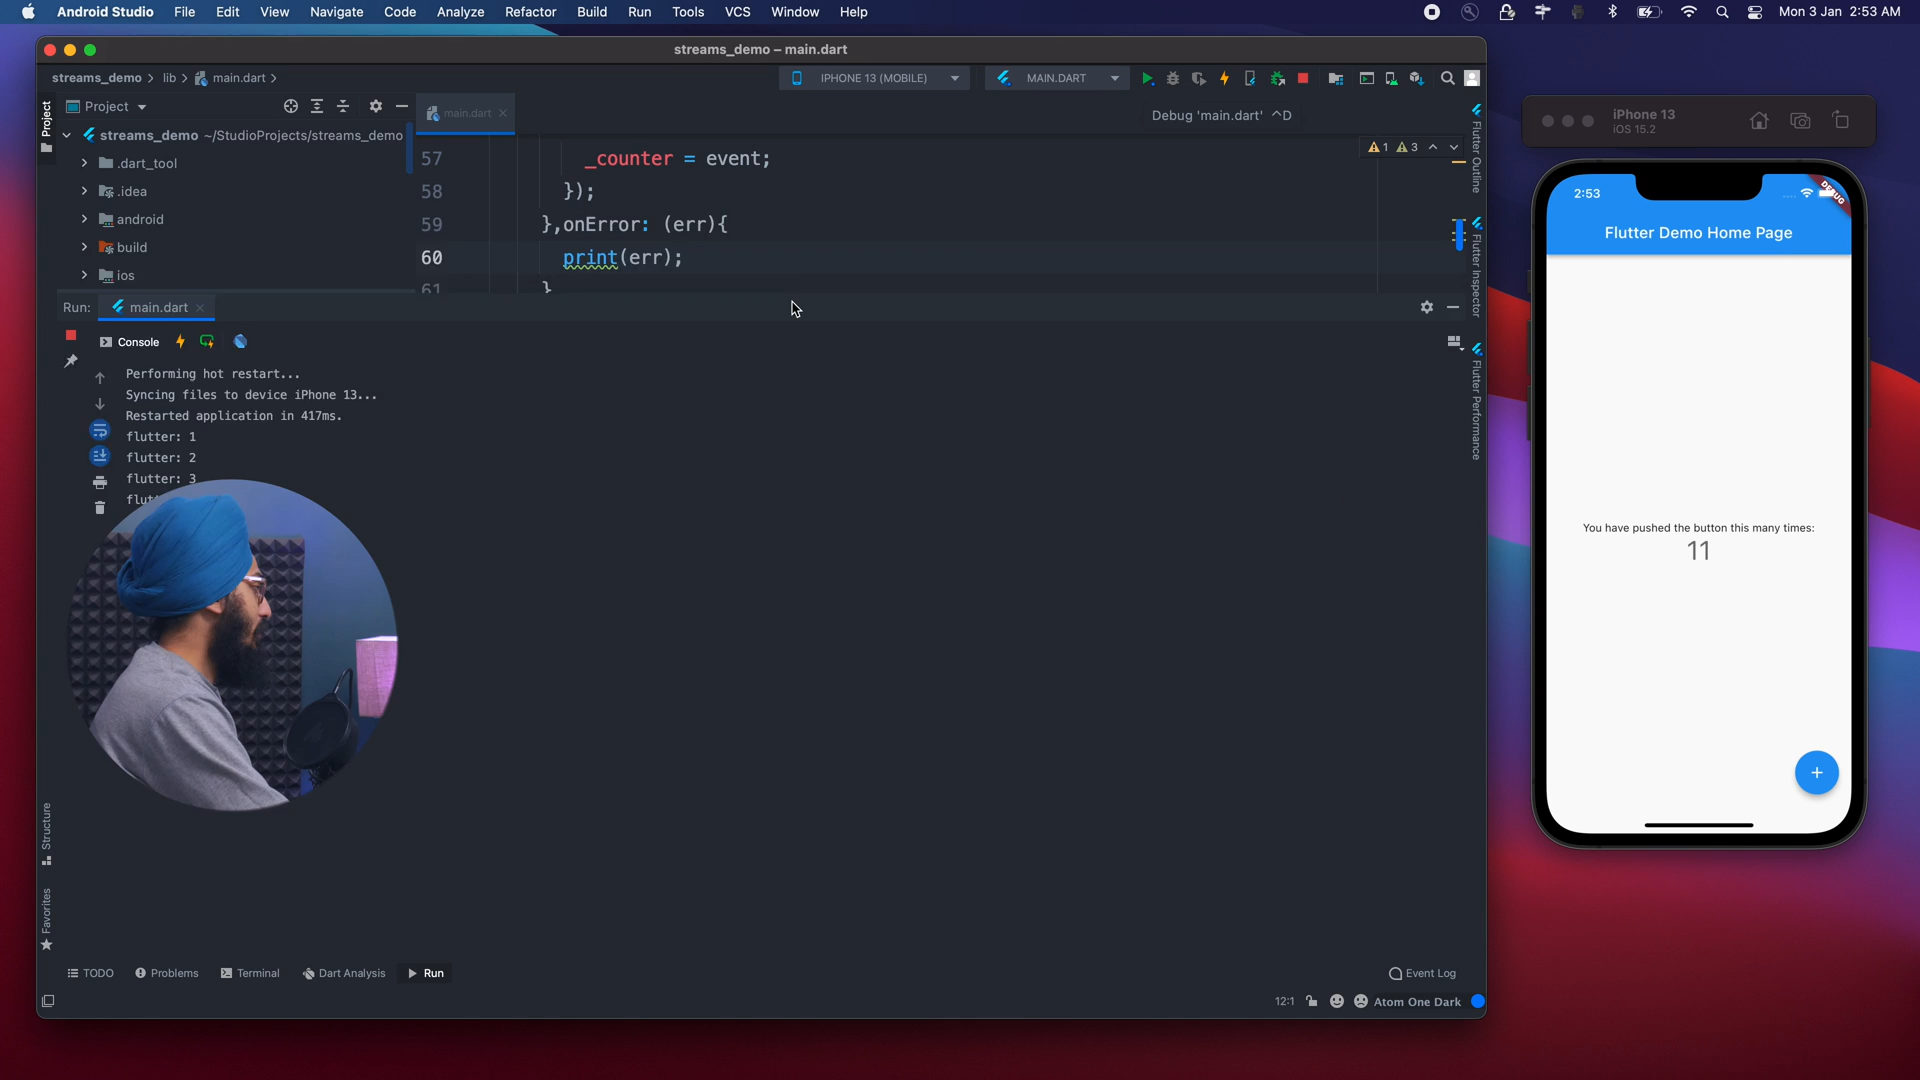 Android Studio File Edit View Navigate Code Analyze Refactor Build Run Tools VCS Window Help
Mon 3 Jan 2:53 AM
streams_demo – main.dart
streams_demo lib main.dart
IPHONE 13 (MOBILE) MAIN.DART
Project
Project
main.dart
Debug 'main.dart' ^D
streams_demo ~/StudioProjects/streams_demo
.dart_tool
.idea
android
build
ios
57 _counter = event;
58 });
59 },onError: (err){
60 print(err);
61 }
1 3
Flutter Outline
Flutter Inspector
Flutter Performance
Run: main.dart
Console
Performing hot restart...
Syncing files to device iPhone 13...
Restarted application in 417ms.
flutter: 1
flutter: 2
flutter: 3
Structure
Favorites
TODO Problems Terminal Dart Analysis Run Event Log
12:1 Atom One Dark
iPhone 13
iOS 15.2
2:53
DEBUG
Flutter Demo Home Page
You have pushed the button this many times:
11
+